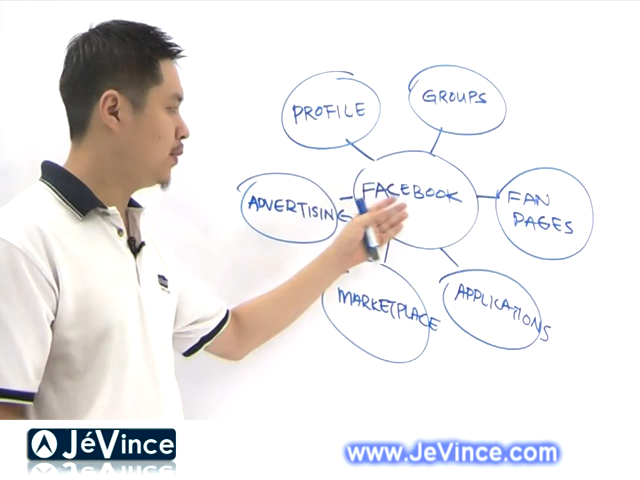 GROUPS
PROFILE
FACEBOOK
FAN
PAGES
ADVERTISING
MARKETPLACE
APPLICATIONS
JéVince
www.JeVince.com